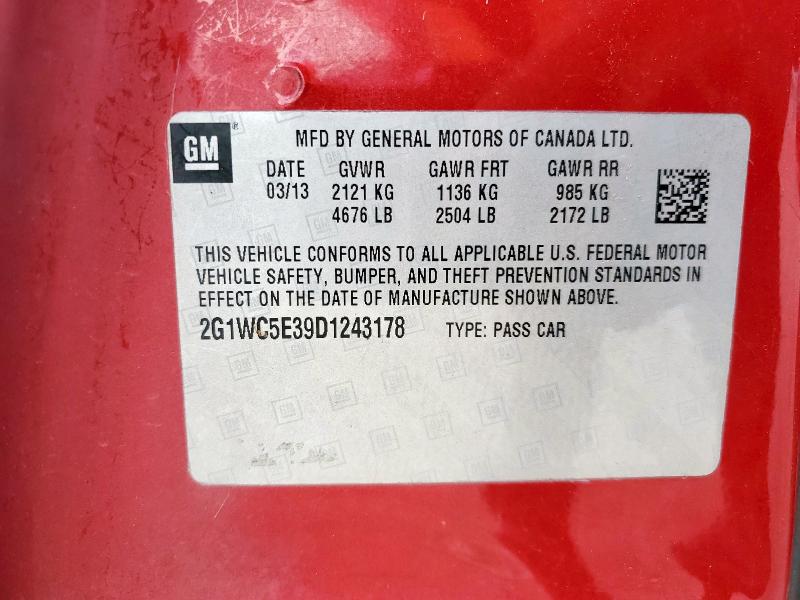 GM
MFD BY GENERAL MOTORS OF CANADA LTD.
DATE GVWR GAWR FRT GAWR RR
03/13 2121 KG 1136 KG 985 KG
4676 LB 2504 LB 2172 LB
THIS VEHICLE CONFORMS TO ALL APPLICABLE U.S. FEDERAL MOTOR
VEHICLE SAFETY, BUMPER, AND THEFT PREVENTION STANDARDS IN
EFFECT ON THE DATE OF MANUFACTURE SHOWN ABOVE.
2G1WC5E39D1243178 TYPE: PASS CAR